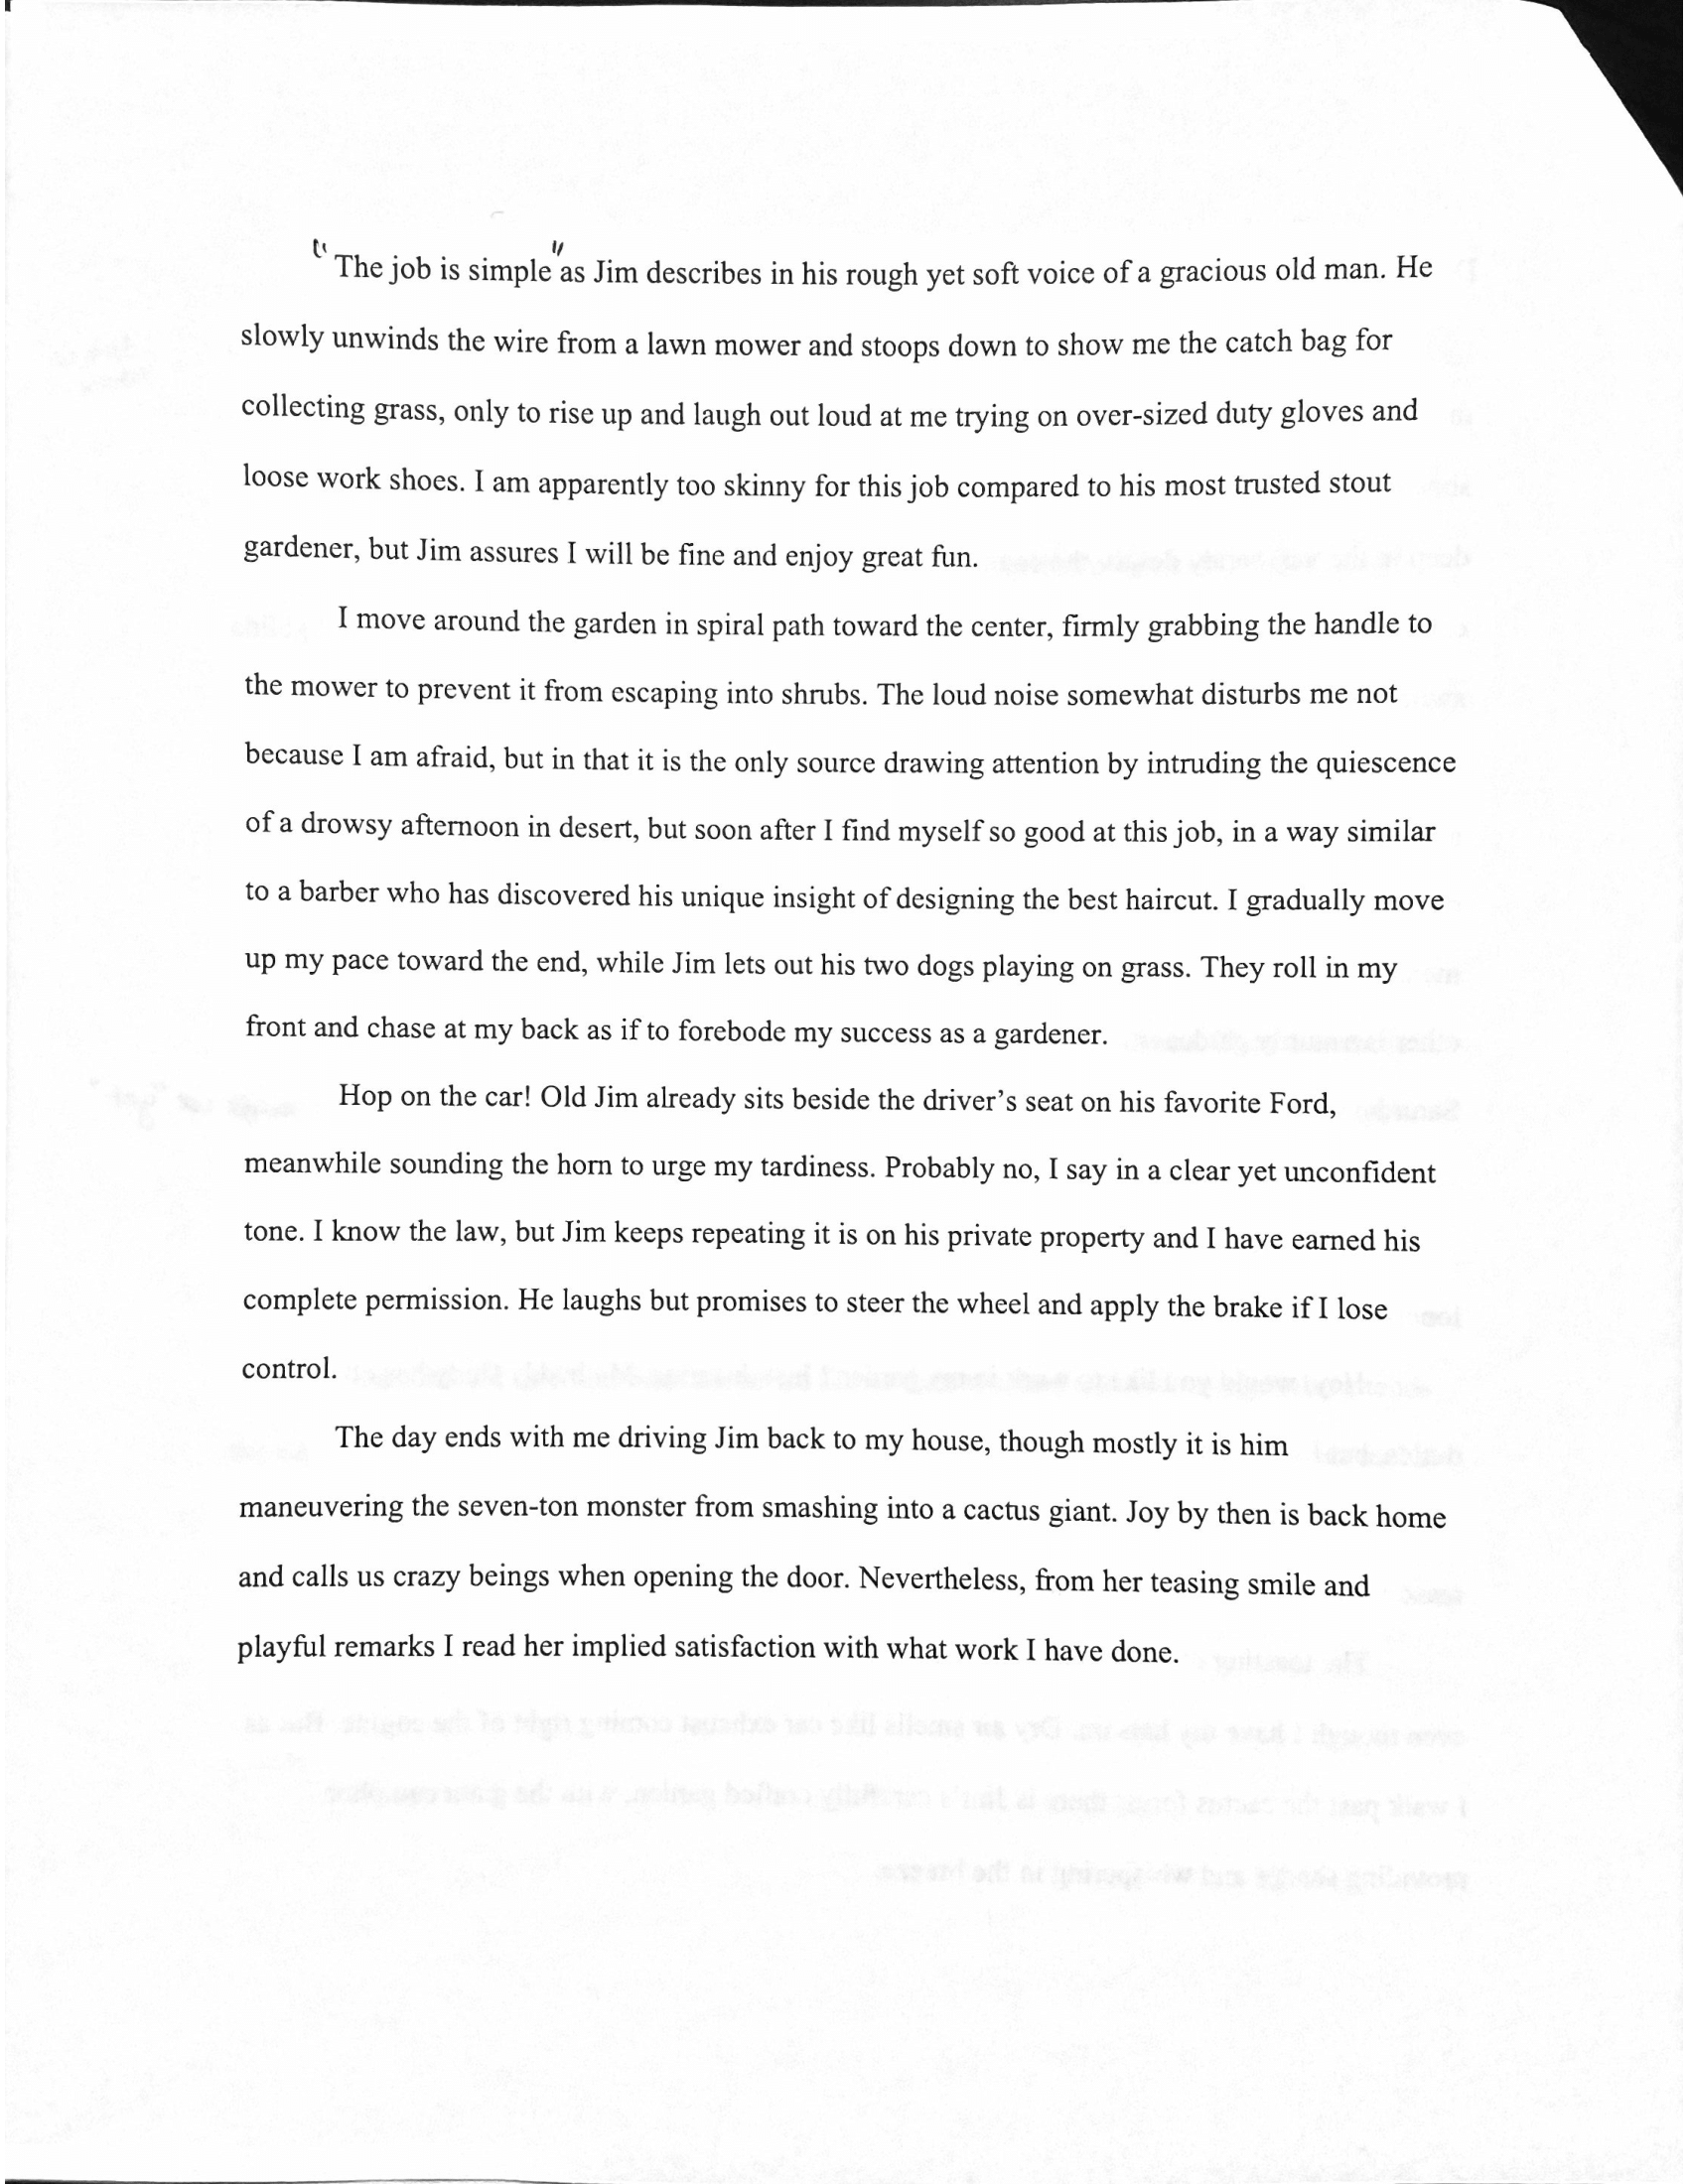 "The job is simple" as Jim describes in his rough yet soft voice of a gracious old man. He
slowly unwinds the wire from a lawn mower and stoops down to show me the catch bag for
collecting grass, only to rise up and laugh out loud at me trying on over-sized duty gloves and
loose work shoes. I am apparently too skinny for this job compared to his most trusted stout
gardener, but Jim assures I will be fine and enjoy great fun.
I move around the garden in spiral path toward the center, firmly grabbing the handle to
the mower to prevent it from escaping into shrubs. The loud noise somewhat disturbs me not
because I am afraid, but in that it is the only source drawing attention by intruding the quiescence
of a drowsy afternoon in desert, but soon after I find myself so good at this job, in a way similar
to a barber who has discovered his unique insight of designing the best haircut. I gradually move
up my pace toward the end, while Jim lets out his two dogs playing on grass. They roll in my
front and chase at my back as if to forebode my success as a gardener.
Hop on the car! Old Jim already sits beside the driver's seat on his favorite Ford,
meanwhile sounding the horn to urge my tardiness. Probably no, I say in a clear yet unconfident
tone. I know the law, but Jim keeps repeating it is on his private property and I have earned his
complete permission. He laughs but promises to steer the wheel and apply the brake if I lose
control.
The day ends with me driving Jim back to my house, though mostly it is him
maneuvering the seven-ton monster from smashing into a cactus giant. Joy by then is back home
and calls us crazy beings when opening the door. Nevertheless, from her teasing smile and
playful remarks I read her implied satisfaction with what work I have done.